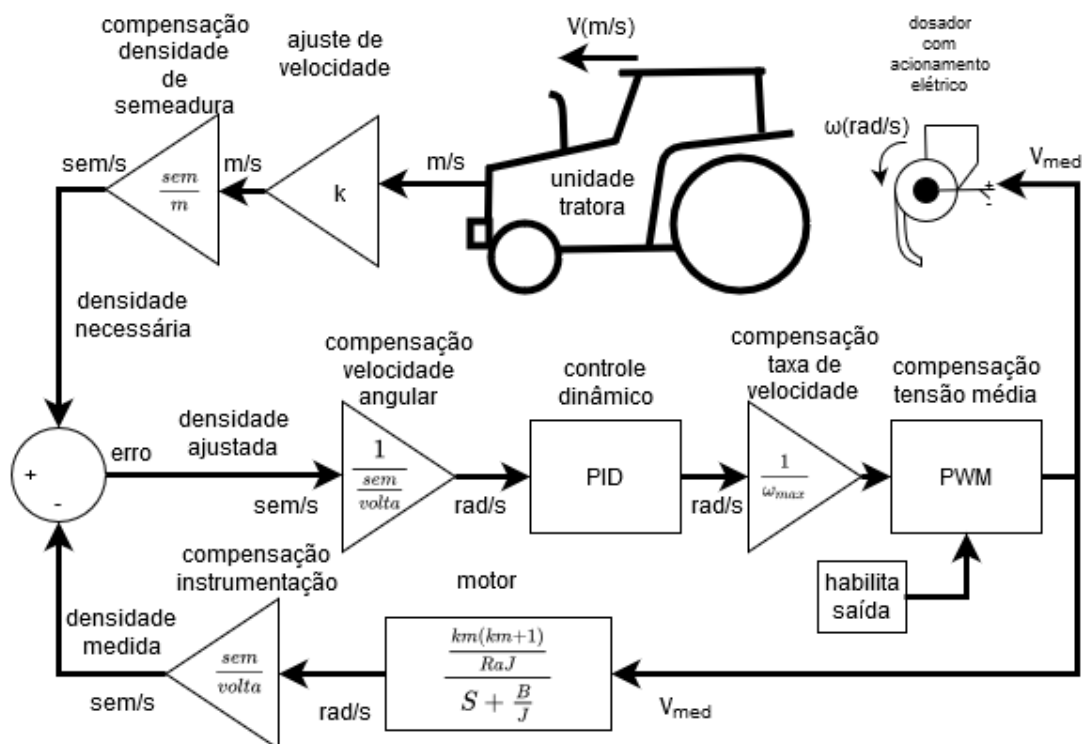 compensação
densidade
de
semeadura
ajuste de
velocidade
V(m/s)
dosador
com
acionamento
elétrico
ω(rad/s)
V_med
+
-
sem/s
sem
m
m/s
k
m/s
unidade
tratora
densidade
necessária
compensação
velocidade
angular
controle
dinâmico
compensação
taxa de
velocidade
compensação
tensão média
+
-
erro
densidade
ajustada
sem/s
1
sem
volta
rad/s
PID
rad/s
1
ω_max
PWM
habilita
saída
compensação
instrumentação
motor
densidade
medida
sem/s
sem
volta
rad/s
km(km+1)
RaJ
S + B/J
V_med